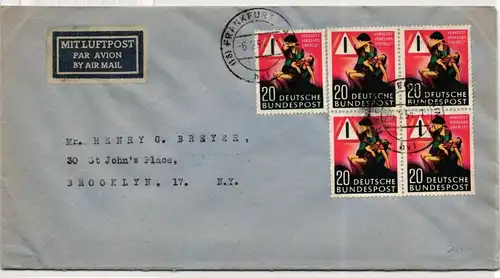 MIT LUFTPOST
PAR AVION
BY AIR MAIL
FRANKFURT
20 DEUTSCHE
BUNDESPOST
20 DEUTSCHE
BUNDESPOST
20 DEUTSCHE
BUNDESPOST
20 DEUTSCHE
BUNDESPOST
20 DEUTSCHE
BUNDESPOST
Mr. HENRY G. BREYER,
30 St John's Place,
BROOKLYN, 17. N.Y.